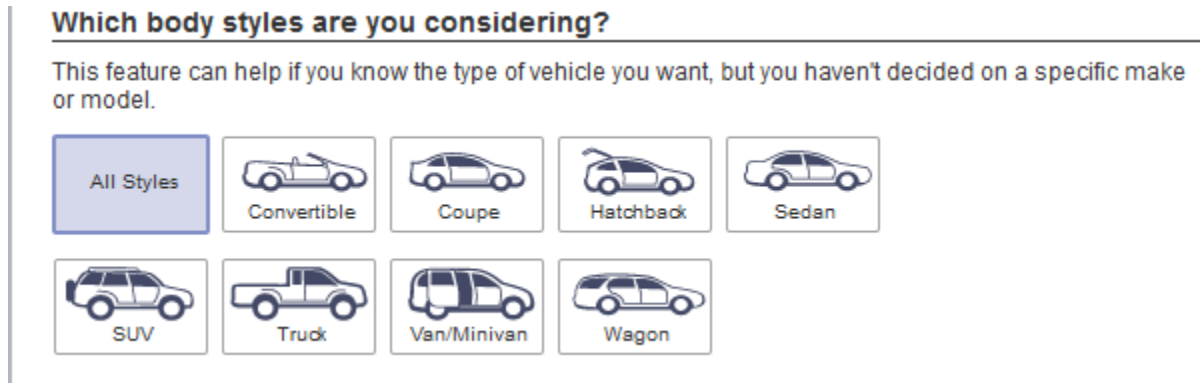 Which body styles are you considering?
This feature can help if you know the type of vehicle you want, but you haven't decided on a specific make
or model.
All Styles
Convertible
Coupe
Hatchback
Sedan
SUV
Truck
Van/Minivan
Wagon